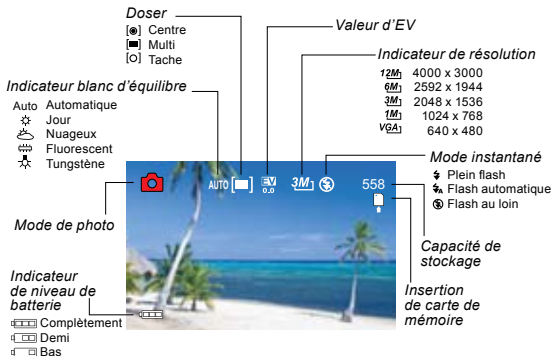 Doser
Centre
Multi
Tache
Valeur d'EV
Indicateur de résolution
12M 4000 x 3000
6M 2592 x 1944
3M 2048 x 1536
1M 1024 x 768
VGA 640 x 480
Indicateur blanc d'équilibre
Auto Automatique
Jour
Nuageux
Fluorescent
Tungstène
Mode instantané
Plein flash
Flash automatique
Flash au loin
AUTO
EV
0.0
3M
558
Mode de photo
Capacité de
stockage
Indicateur
de niveau de
batterie
Complètement
Demi
Bas
Insertion
de carte de
mémoire